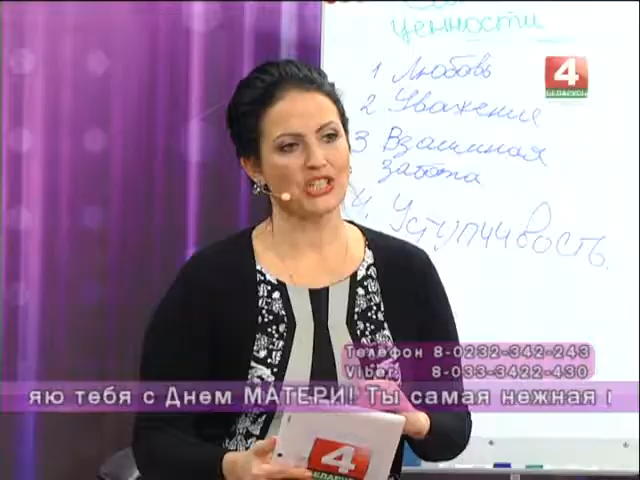 ценности
1 Любовь
2 Уважение
3 Взаимная
забота
4. Уступчивость.
4
БЕЛАРУСЬ
Телефон 8-0232-342-243
Viber: 8-033-3422-430
яю тебя с Днем МАТЕРИ! Ты самая нежная
4